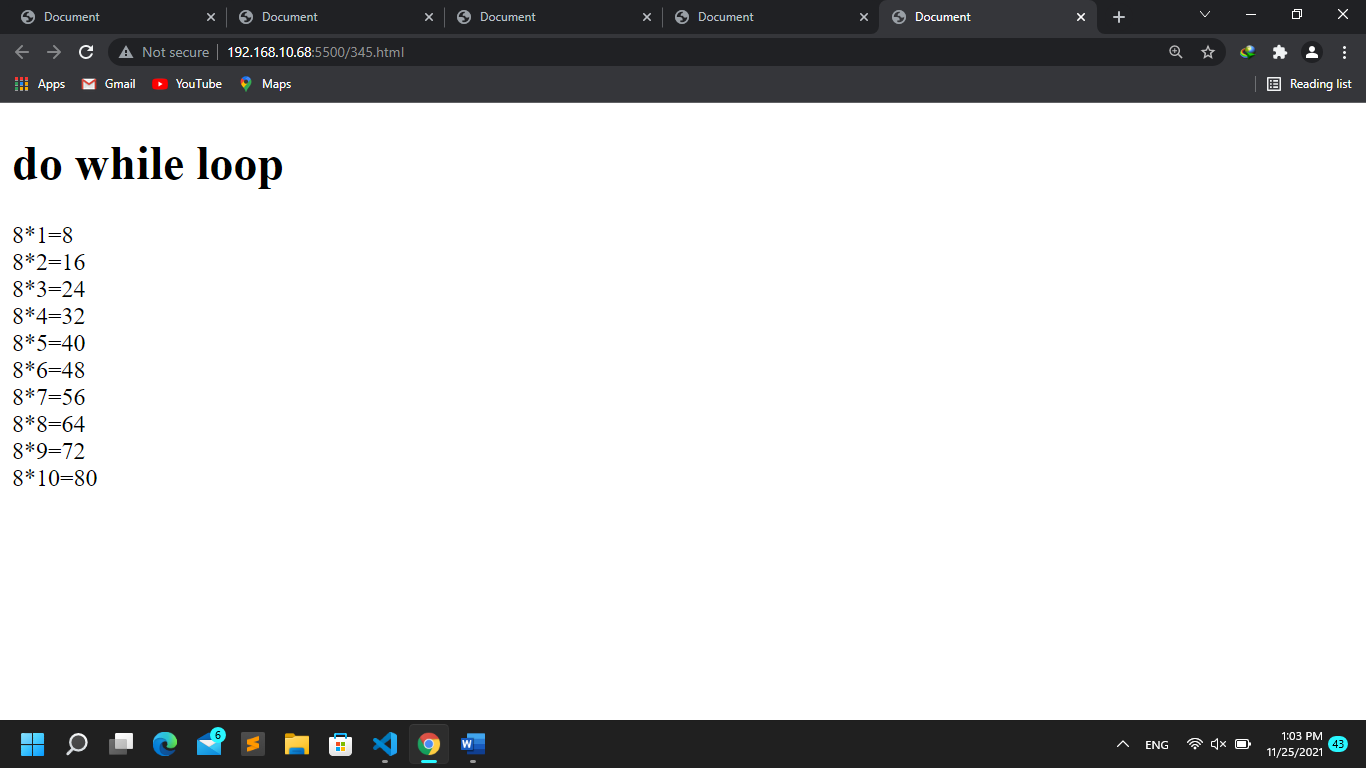 Document Document Document Document Document
Not secure 192.168.10.68:5500/345.html
Apps Gmail YouTube Maps Reading list
do while loop
8*1=8
8*2=16
8*3=24
8*4=32
8*5=40
8*6=48
8*7=56
8*8=64
8*9=72
8*10=80
6
W
ENG
1:03 PM
11/25/2021
43